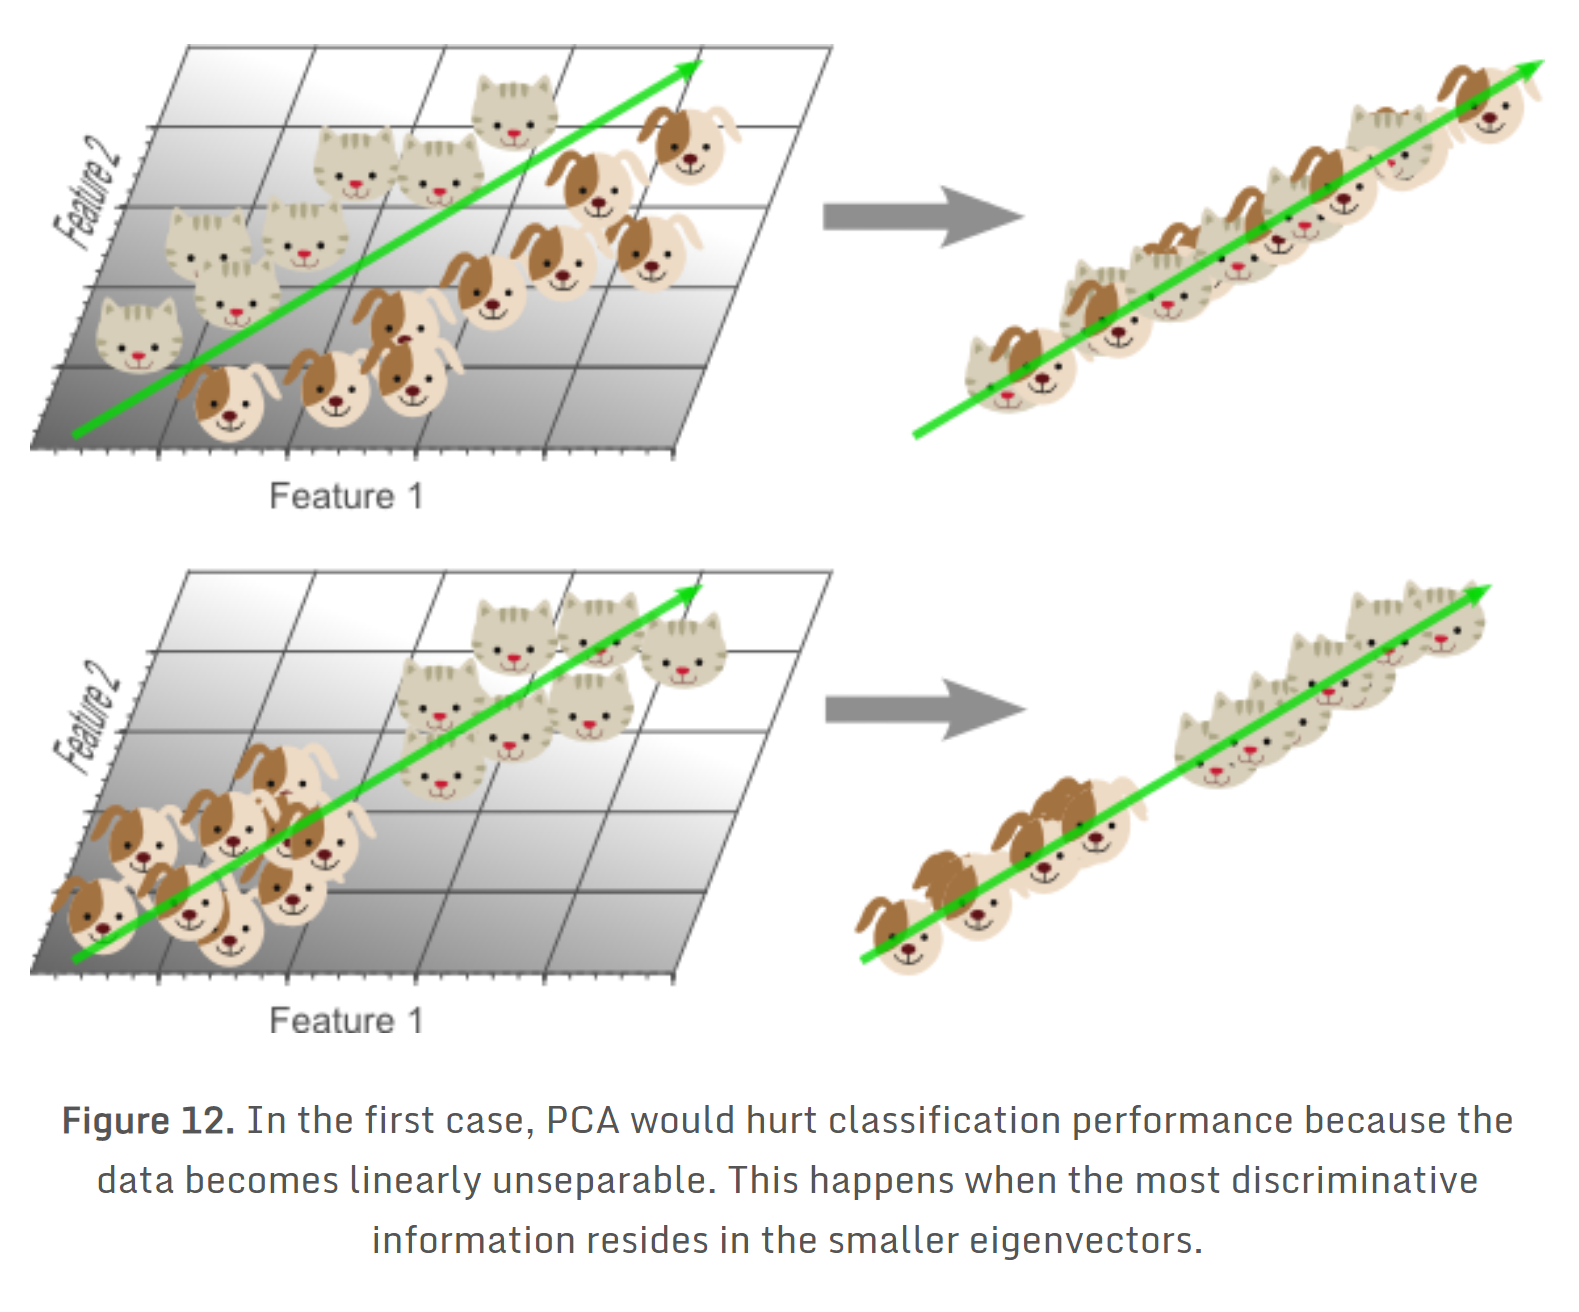 Feature 2
Feature 1
Feature 2
Feature 1
Figure 12. In the first case, PCA would hurt classification performance because the
data becomes linearly unseparable. This happens when the most discriminative
information resides in the smaller eigenvectors.